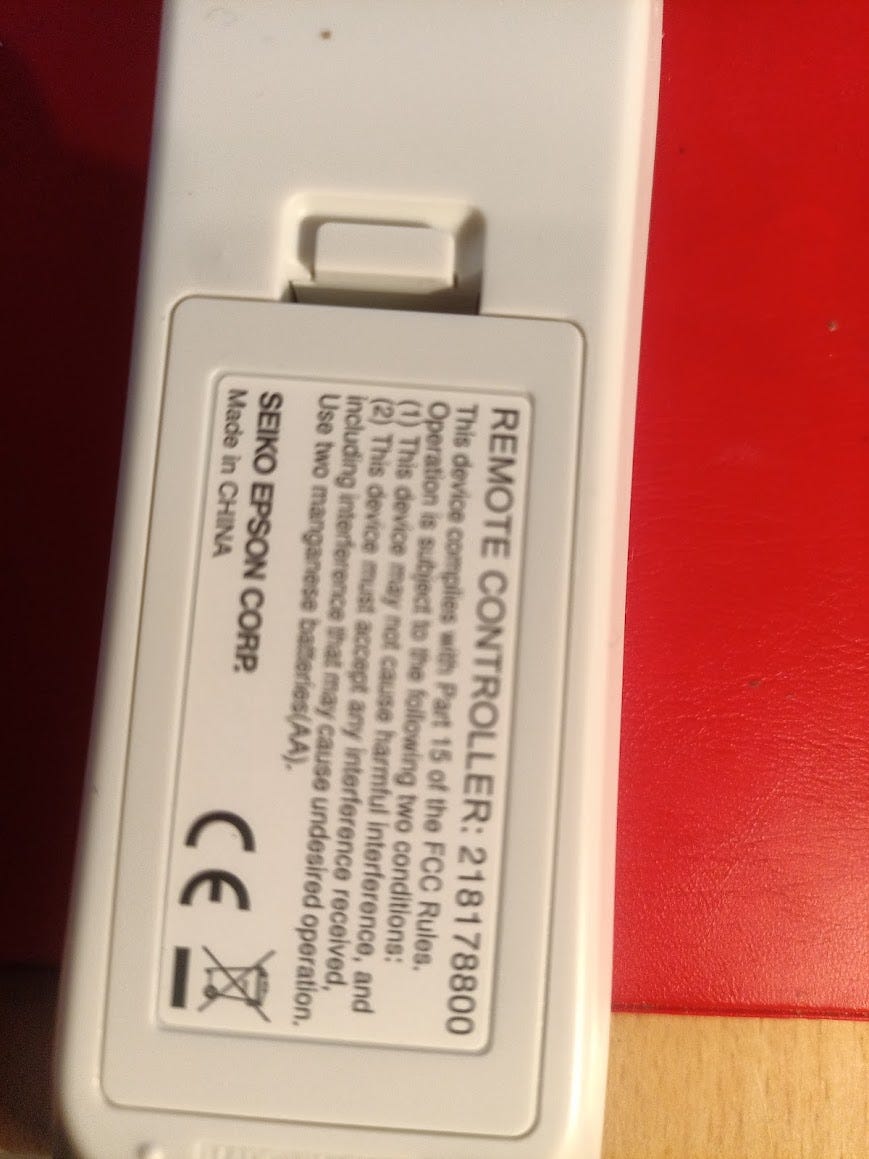 REMOTE CONTROLLER: 218178800
This device complies with Part 15 of the FCC Rules.
Operation is subject to the following two conditions:
(1) This device may not cause harmful interference, and
(2) This device must accept any interference received,
including interference that may cause undesired operation.
Use two manganese batteries(AA).
SEIKO EPSON CORP.
Made in CHINA
CE